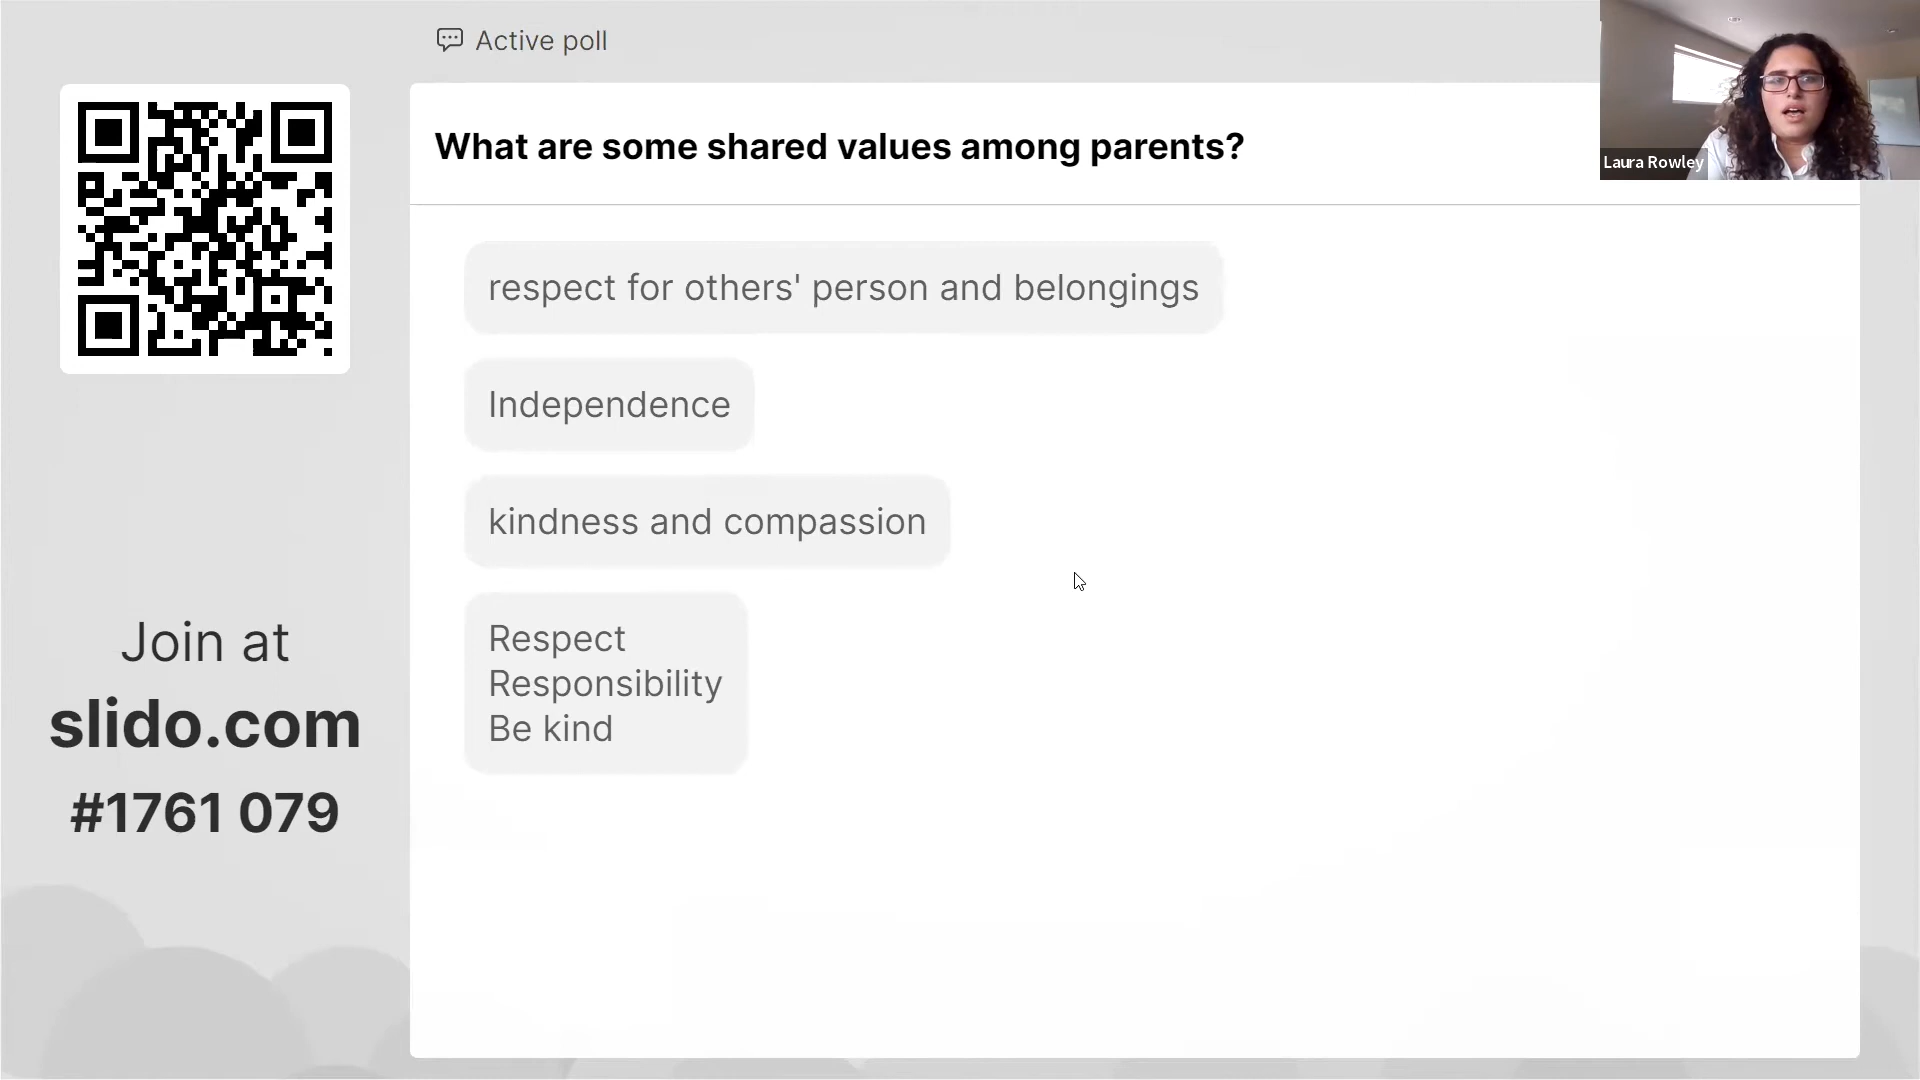 Active poll
What are some shared values among parents?
Laura Rowley
respect for others' person and belongings
Independence
kindness and compassion
Respect
Responsibility
Be kind
Join at
slido.com
#1761 079